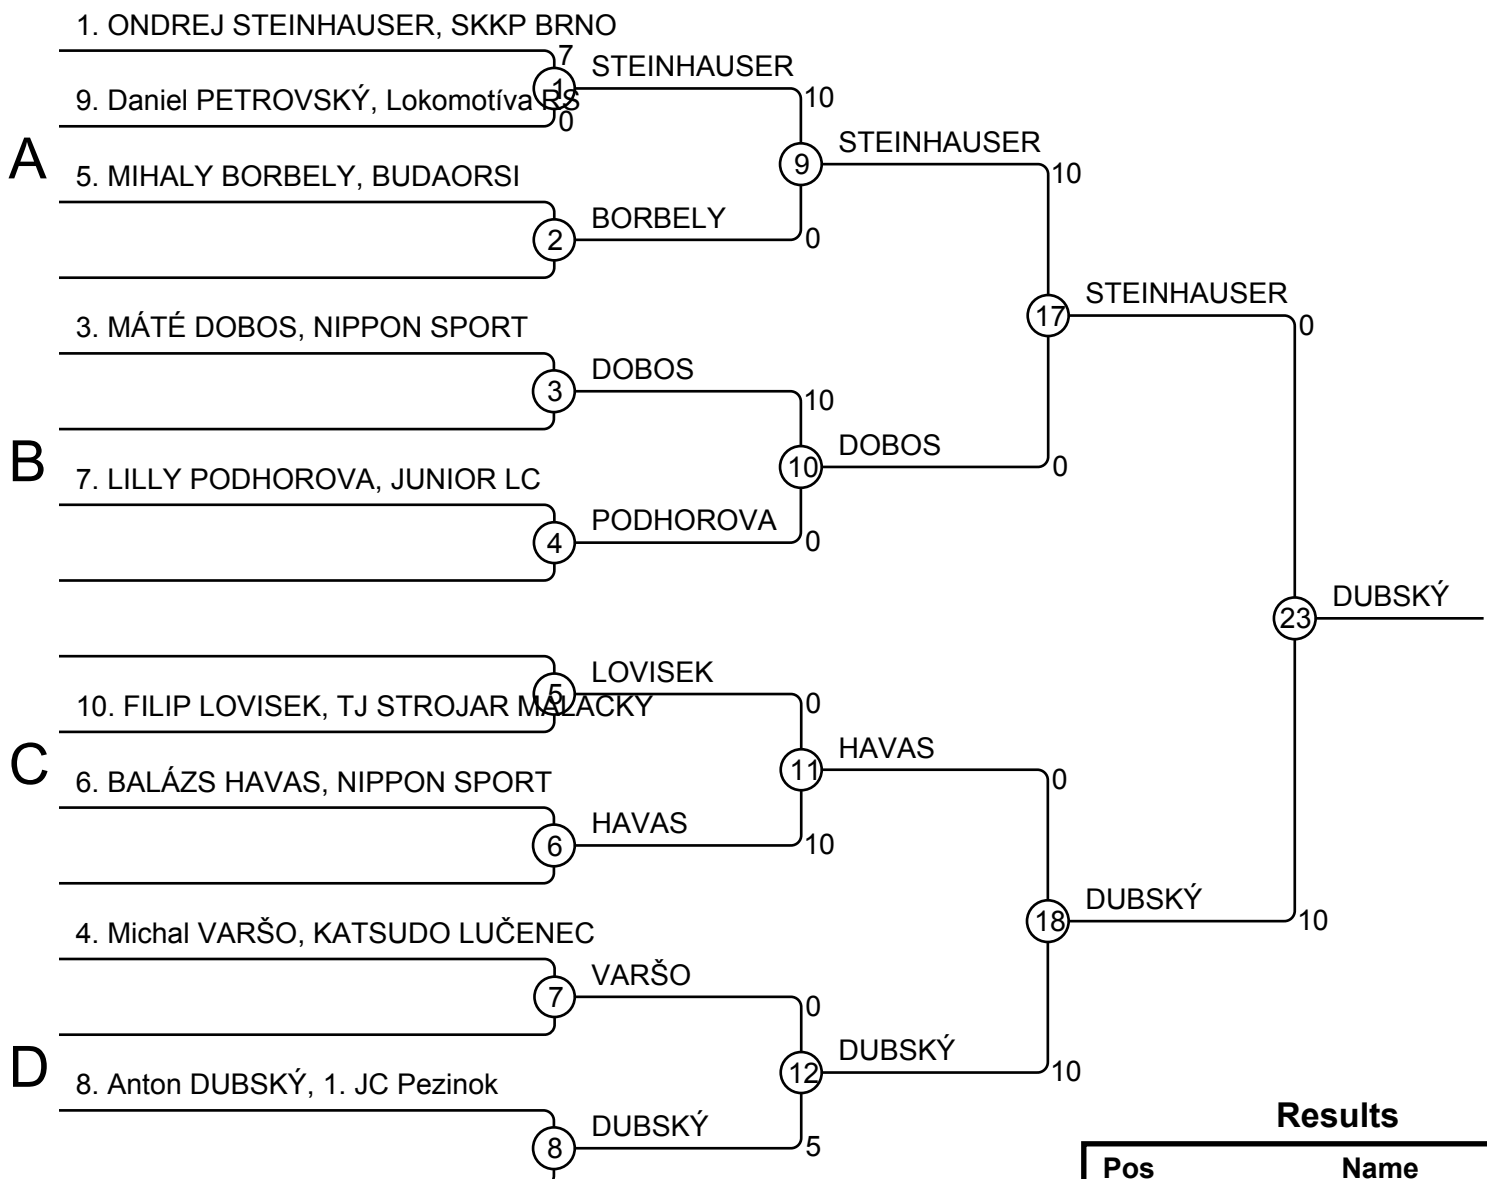 1. ONDREJ STEINHAUSER, SKKP BRNO
7
STEINHAUSER
1
9. Daniel PETROVSKÝ, Lokomotíva RS
10
0
A
STEINHAUSER
9
5. MIHALY BORBELY, BUDAORSI
10
BORBELY
2
0
STEINHAUSER
17
3. MÁTÉ DOBOS, NIPPON SPORT
0
DOBOS
3
10
DOBOS
B
10
0
7. LILLY PODHOROVA, JUNIOR LC
PODHOROVA
4
0
DUBSKÝ
23
LOVISEK
5
10. FILIP LOVISEK, TJ STROJAR MALACKY
0
HAVAS
C
11
6. BALÁZS HAVAS, NIPPON SPORT
0
HAVAS
6
10
DUBSKÝ
18
10
4. Michal VARŠO, KATSUDO LUČENEC
VARŠO
7
0
DUBSKÝ
D
12
10
8. Anton DUBSKÝ, 1. JC Pezinok
Results
DUBSKÝ
8
5
Pos Name